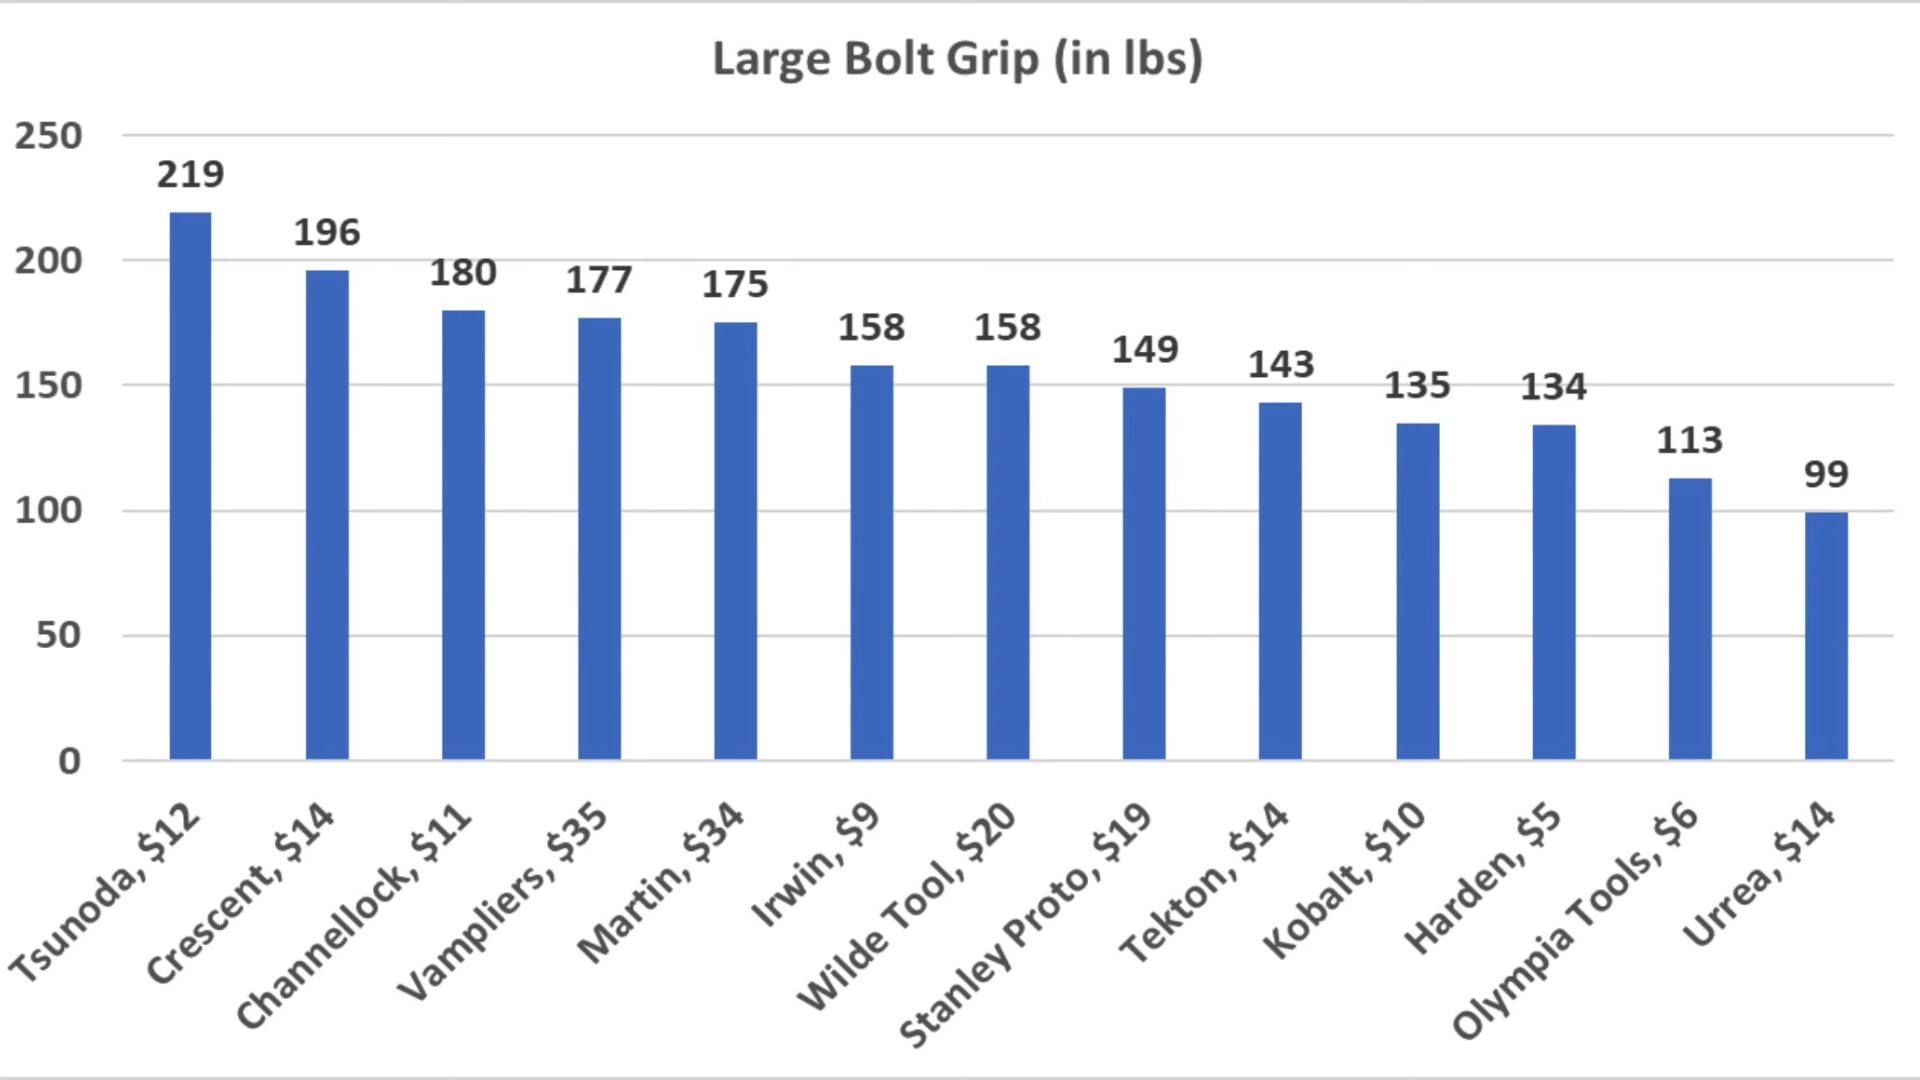 Large Bolt Grip (in lbs)
250
200
150
100
50
0
219
196
180
177
175
158
158
149
143
135
134
113
99
Tsunoda, $12
Crescent, $14
Channellock, $11
Vampliers, $35
Martin, $34
Irwin, $9
Wilde Tool, $20
Stanley Proto, $19
Tekton, $14
Kobalt, $10
Harden, $5
Olympia Tools, $6
Urrea, $14